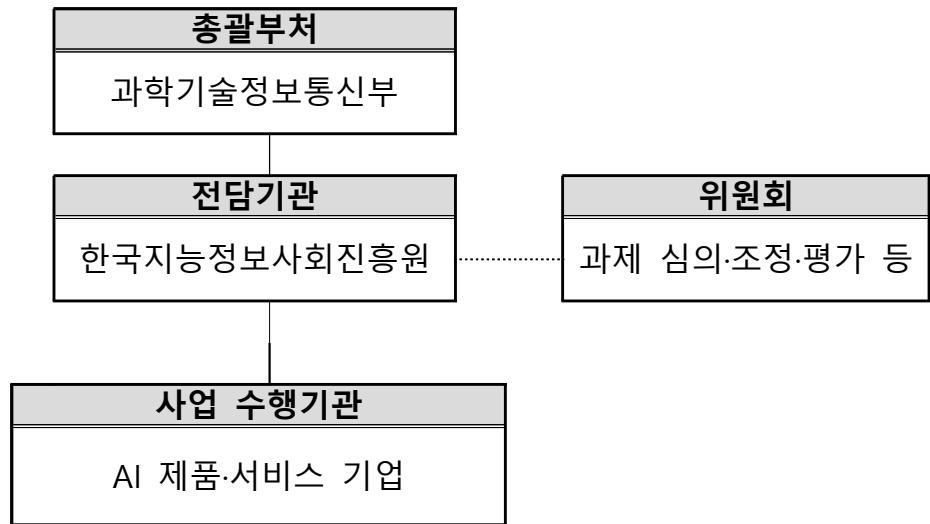 총괄부처
과학기술정보통신부
전담기관
한국지능정보사회진흥원
위원회
과제 심의·조정·평가 등
사업 수행기관
AI 제품·서비스 기업